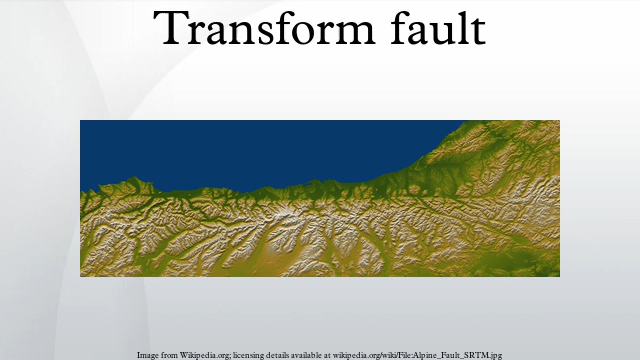 Transform fault
Image from Wikipedia.org; licensing details available at wikipedia.org/wiki/File:Alpine_Fault_SRTM.jpg